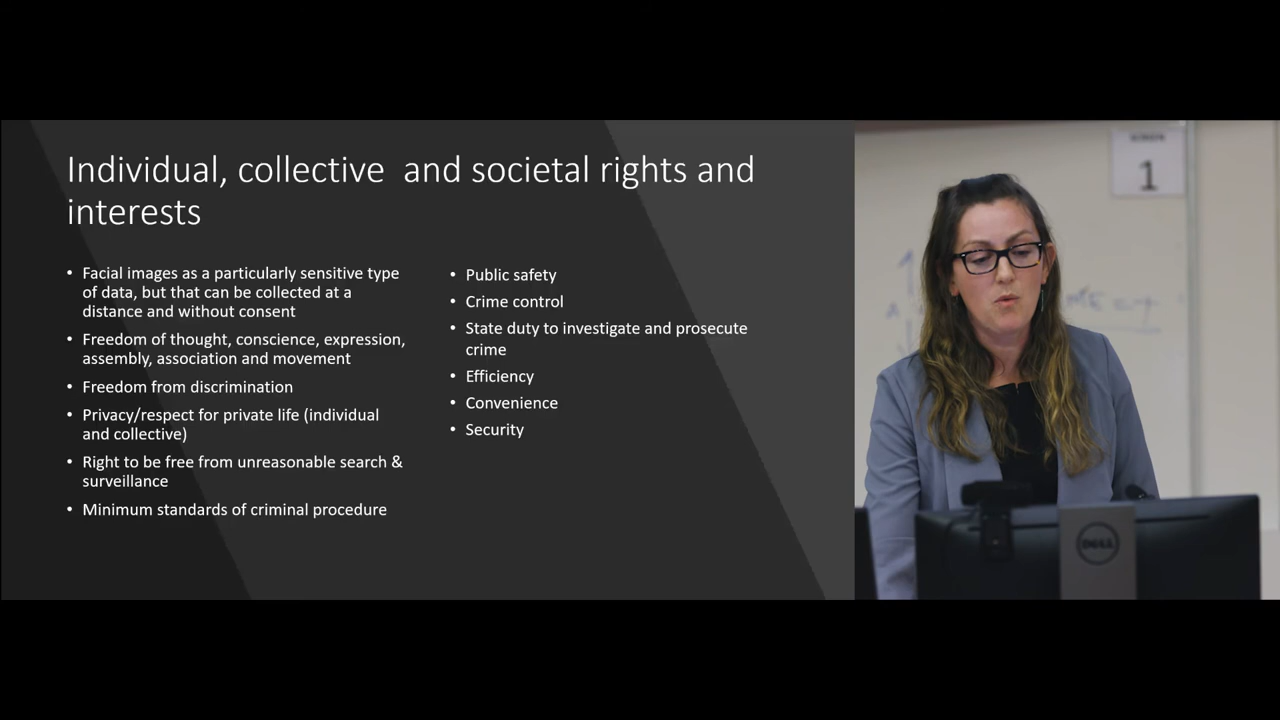 Individual, collective  and societal rights and
interests
• Facial images as a particularly sensitive type
of data, but that can be collected at a
distance and without consent
• Freedom of thought, conscience, expression,
assembly, association and movement
• Freedom from discrimination
• Privacy/respect for private life (individual
and collective)
• Right to be free from unreasonable search &
surveillance
• Minimum standards of criminal procedure
• Public safety
• Crime control
• State duty to investigate and prosecute
crime
• Efficiency
• Convenience
• Security
1
DELL